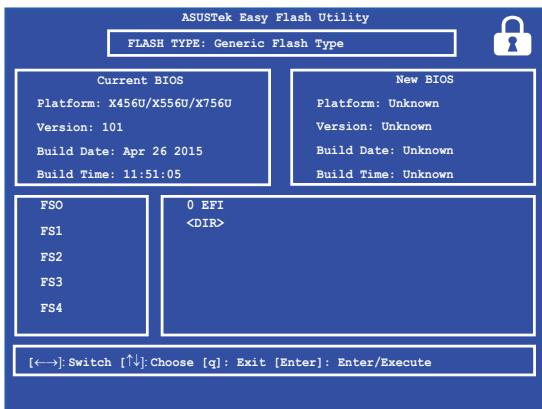 ASUSTek Easy Flash Utility
FLASH TYPE: Generic Flash Type
Current BIOS
Platform: X456U/X556U/X756U
Version: 101
Build Date: Apr 26 2015
Build Time: 11:51:05
New BIOS
Platform: Unknown
Version: Unknown
Build Date: Unknown
Build Time: Unknown
FSO
FS1
FS2
FS3
FS4
0 EFI
<DIR>
[←→]: Switch [↑↓]: Choose [q]: Exit [Enter]: Enter/Execute